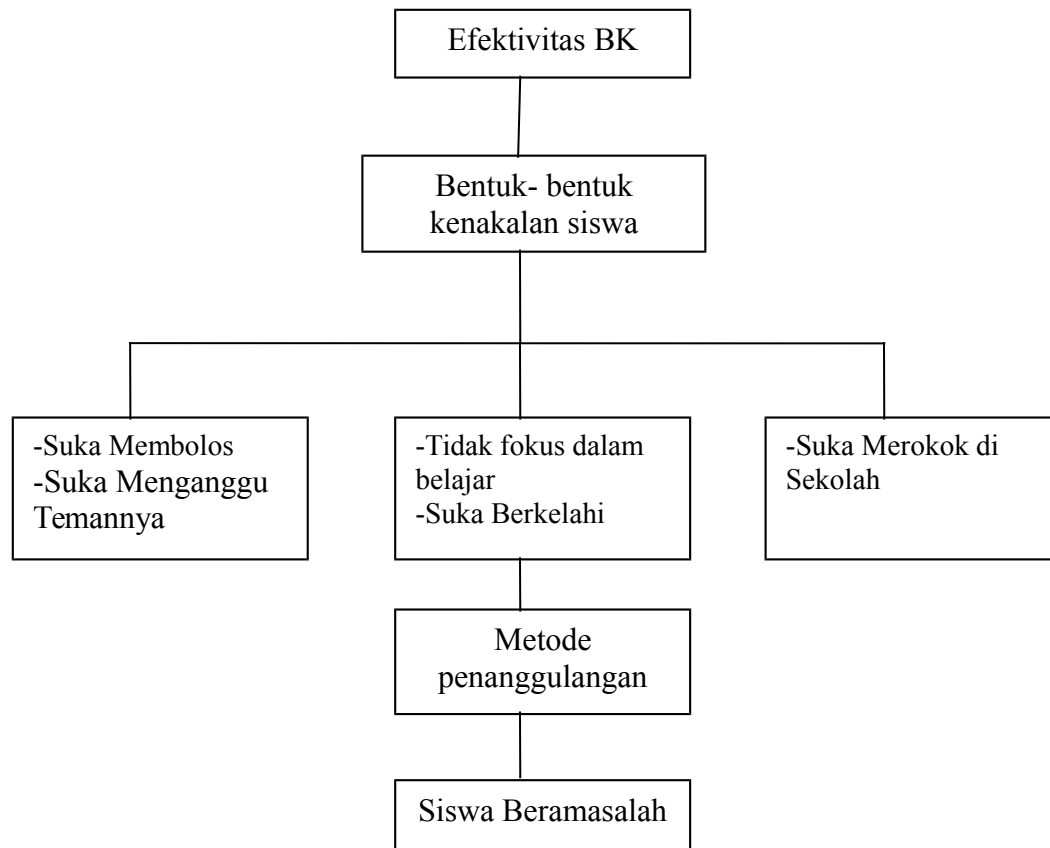 Efektivitas BK
Bentuk- bentuk
kenakalan siswa
-Suka Membolos
-Suka Menganggu
Temannya
-Tidak fokus dalam
belajar
-Suka Berkelahi
-Suka Merokok di
Sekolah
Metode
penanggulangan
Siswa Beramasalah